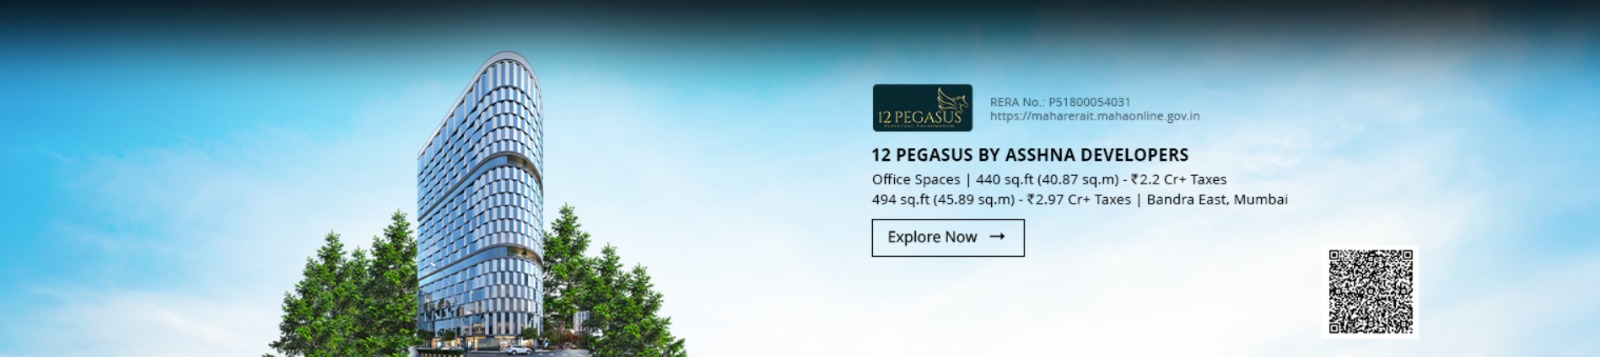 12 PEGASUS
RERA No.: P51800054031
https://maharerait.mahaonline.gov.in
12 PEGASUS BY ASSHNA DEVELOPERS
Office Spaces | 440 sq.ft (40.87 sq.m) - ₹2.2 Cr+ Taxes
494 sq.ft (45.89 sq.m) - ₹2.97 Cr+ Taxes | Bandra East, Mumbai
Explore Now →